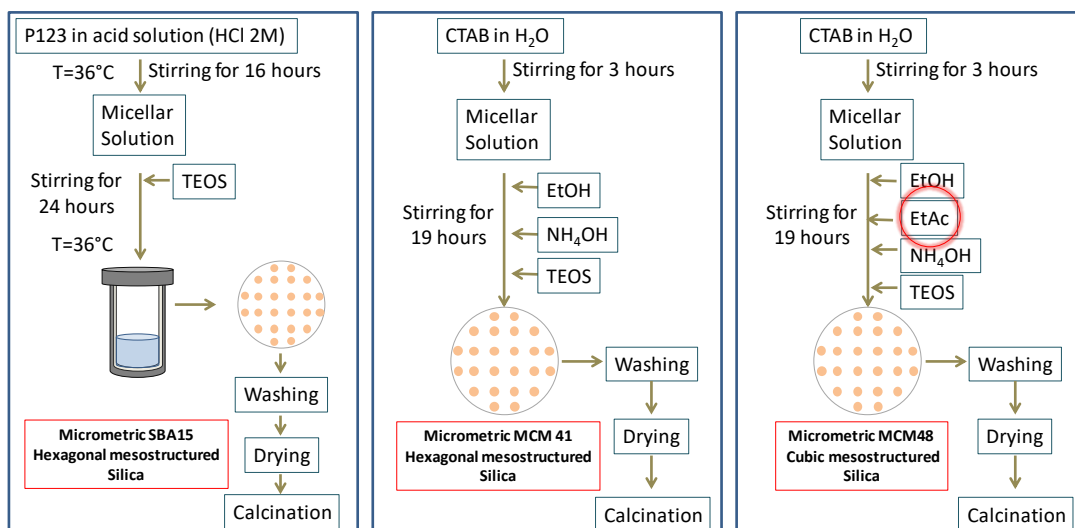 P123 in acid solution (HCl 2M)
T=36°C
Stirring for 16 hours
Micellar
Solution
TEOS
Stirring for
24 hours
T=36°C
Washing
Drying
Calcination
Micrometric SBA15
Hexagonal mesostructured
Silica
CTAB in H₂O
Stirring for 3 hours
Micellar
Solution
EtOH
Stirring for
19 hours
NH₄OH
TEOS
Washing
Drying
Calcination
Micrometric MCM 41
Hexagonal mesostructured
Silica
CTAB in H₂O
Stirring for 3 hours
Micellar
Solution
EtOH
Stirring for
19 hours
EtAc
NH₄OH
TEOS
Washing
Drying
Calcination
Micrometric MCM48
Cubic mesostructured
Silica